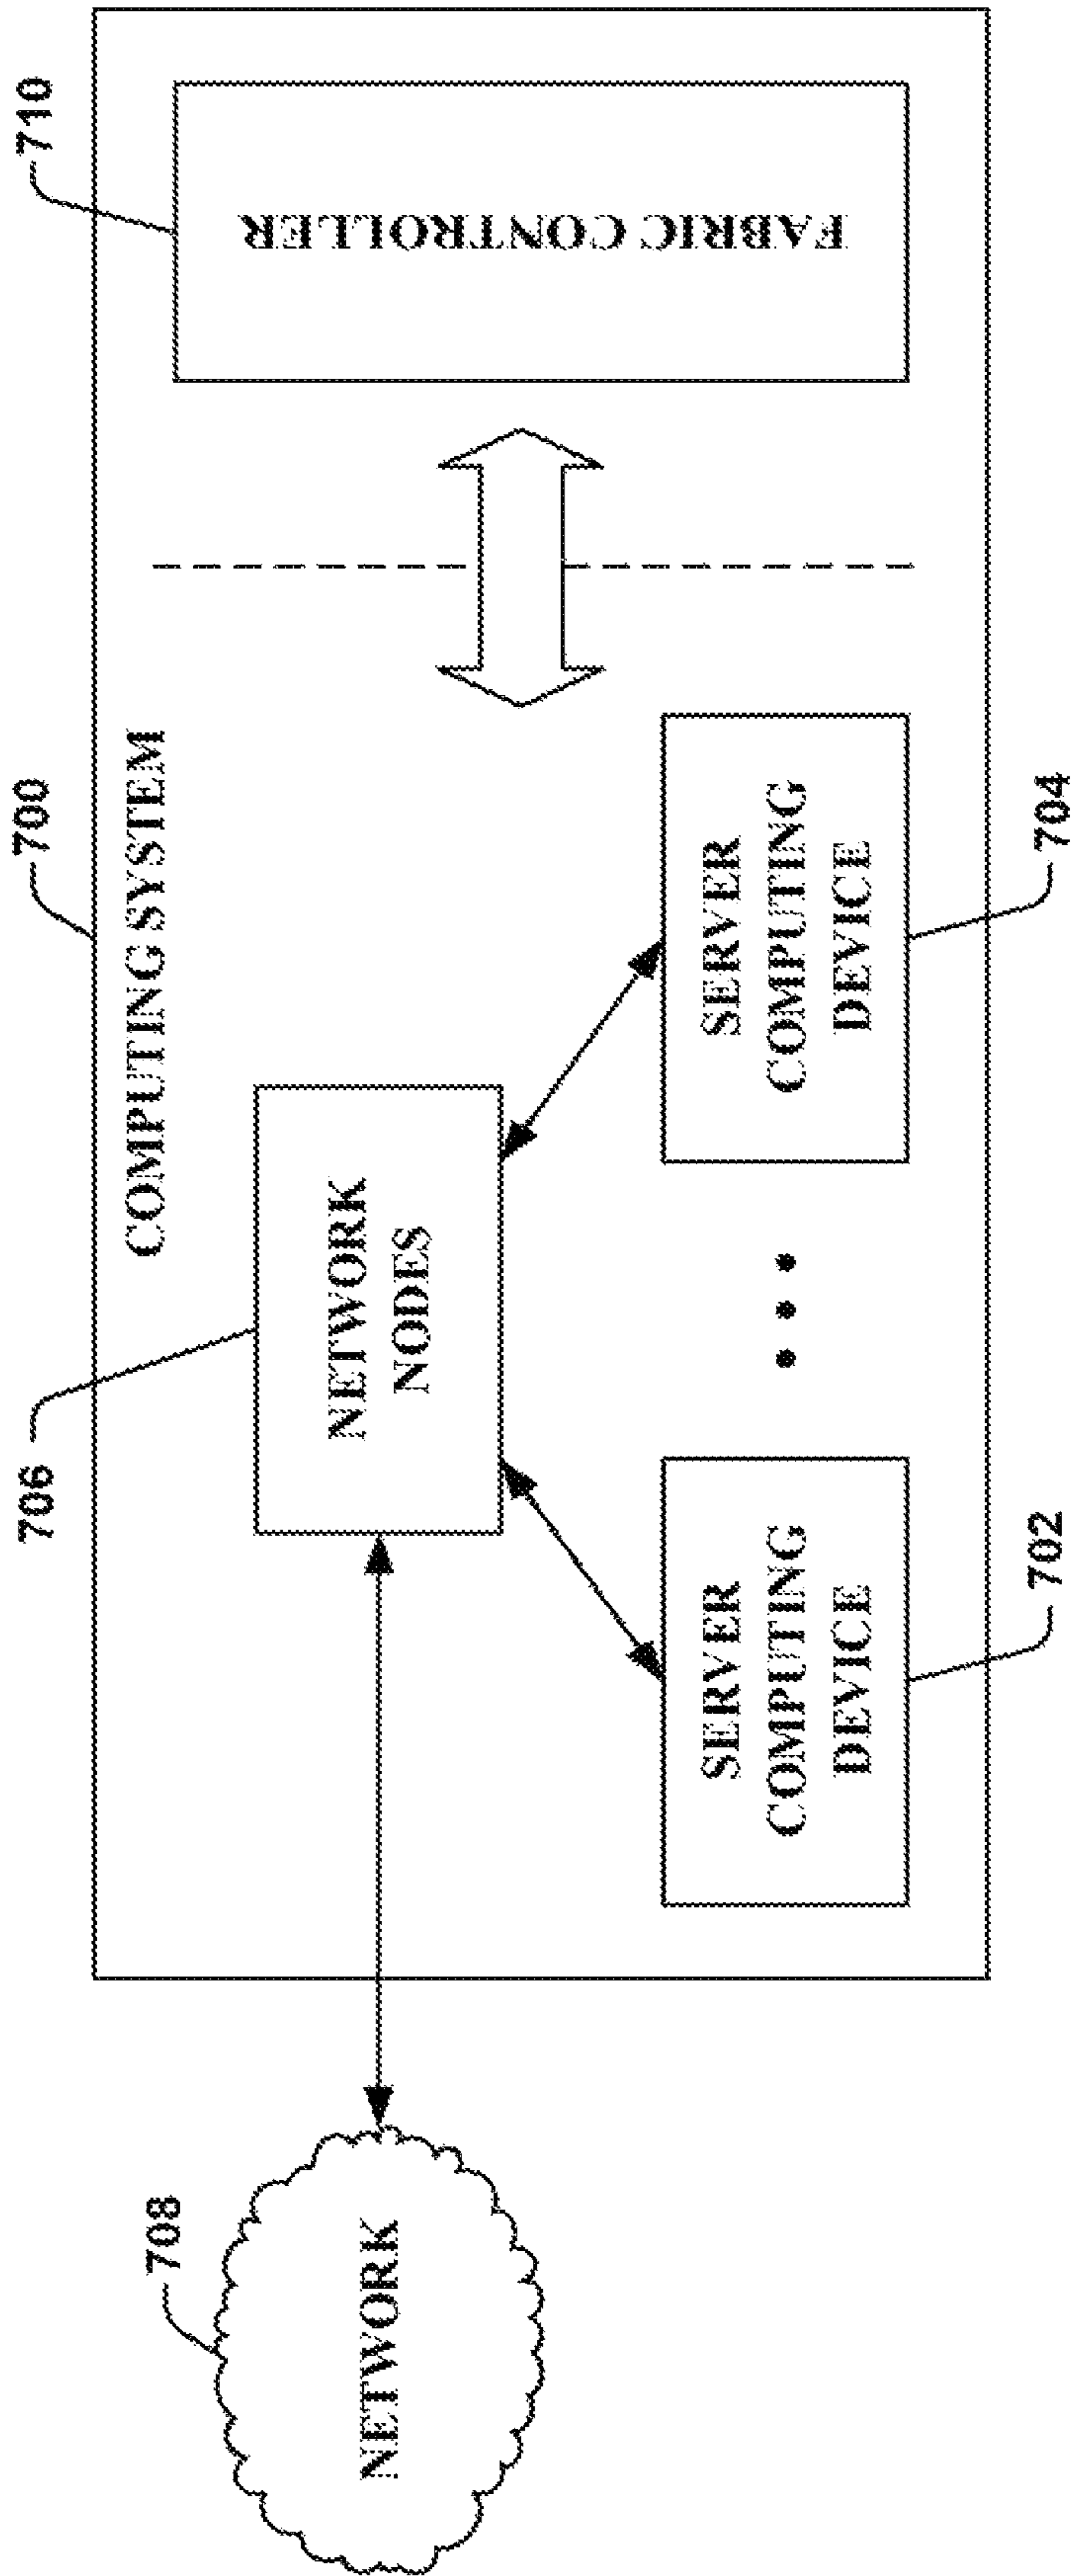 700
COMPUTING SYSTEM
706
NETWORK
NODES
710
FABRIC CONTROLLER
708
NETWORK
SERVER
COMPUTING
DEVICE
702
SERVER
COMPUTING
DEVICE
704